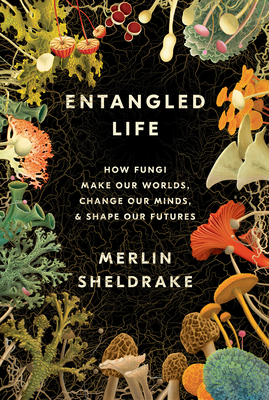 ENTANGLED
LIFE
HOW FUNGI
MAKE OUR WORLDS,
CHANGE OUR MINDS,
& SHAPE OUR FUTURES
MERLIN
SHELDRAKE